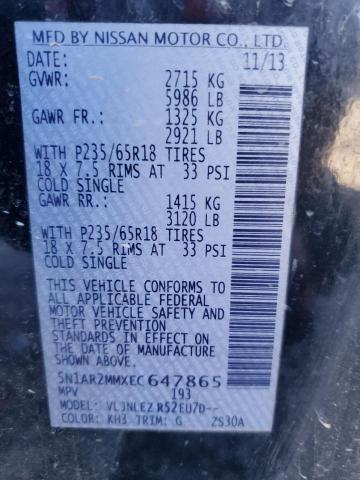 MFD BY NISSAN MOTOR CO., LTD.
DATE: 11/13
GVWR: 2715 KG
5986 LB
GAWR FR.: 1325 KG
2921 LB
WITH P235/65R18 TIRES
18 X 7.5 RIMS AT 33 PSI
COLD SINGLE
GAWR RR.: 1415 KG
3120 LB
WITH P235/65R18 TIRES
18 X 7.5 RIMS AT 33 PSI
COLD SINGLE
THIS VEHICLE CONFORMS TO
ALL APPLICABLE FEDERAL
MOTOR VEHICLE SAFETY AND
THEFT PREVENTION
STANDARDS IN EFFECT ON
THE DATE OF MANUFACTURE
SHOWN ABOVE.
5N1AR2MMXEC647865
MPV 193
MODEL: VLJNLEZ R52EU7D--
COLOR: KH3 TRIM: G ZS30A